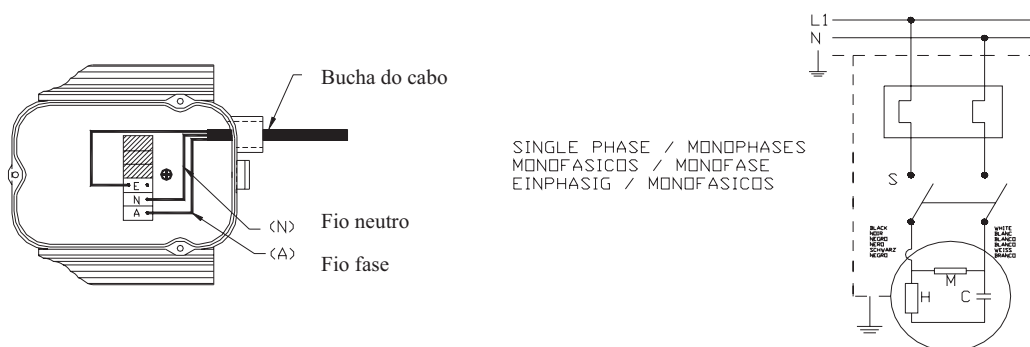 Bucha do cabo
E
N
A
(N) Fio neutro
(A) Fio fase
SINGLE PHASE / MONOPHASES
MONOFASICOS / MONOFASE
EINPHASIG / MONOFASICOS
L1
N
S
BLACK
NOIR
NEGRO
NERO
SCHWARZ
NEGRO
WHITE
BLANC
BLANCO
BLANCO
WEISS
BRANCO
M
H
C